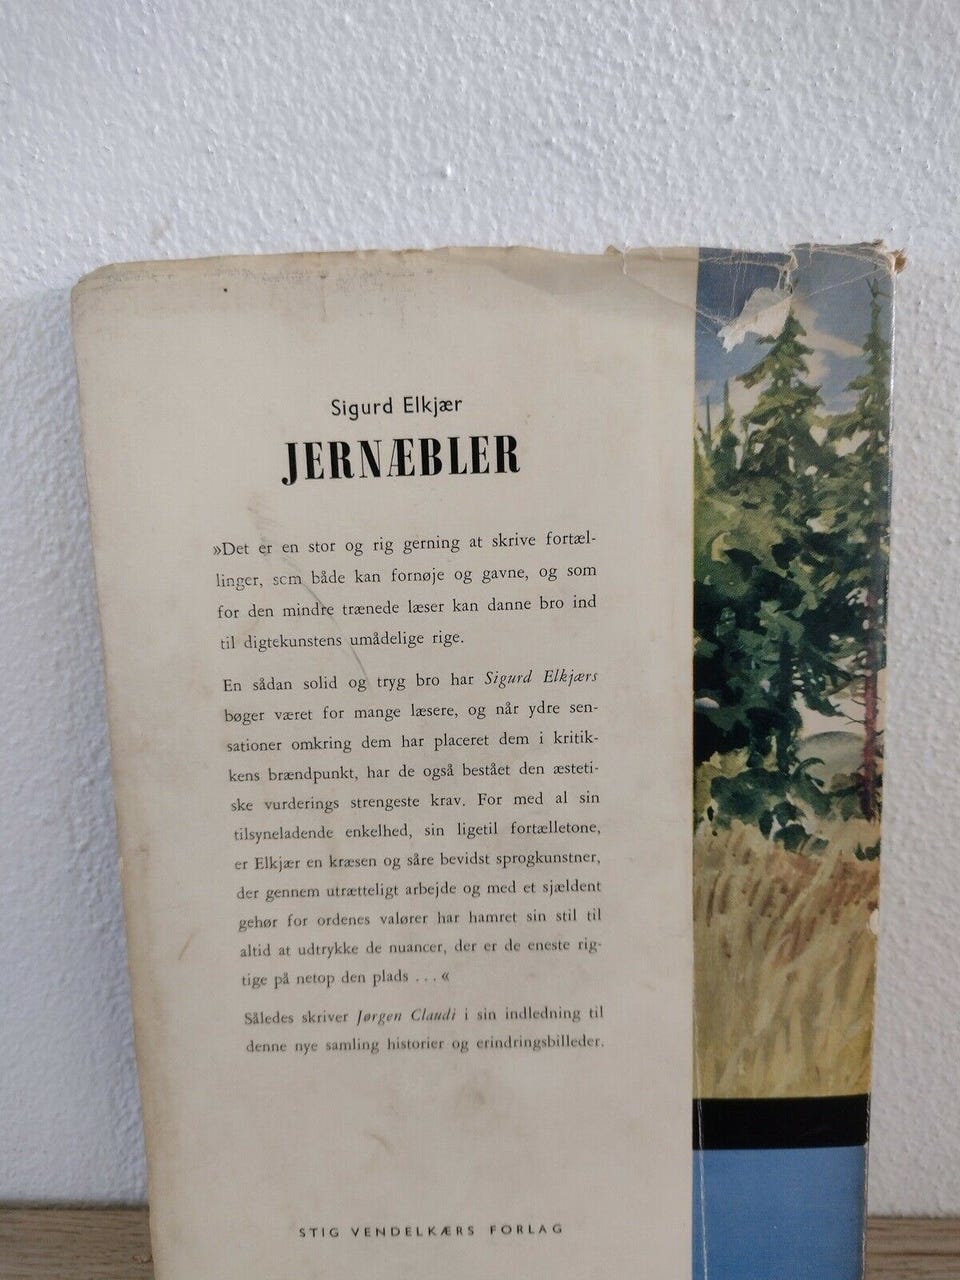 Sigurd Elkjær
JERNÆBLER
»Det er en stor og rig gerning at skrive fortæl-
linger, som både kan fornøje og gavne, og som
for den mindre trænede læser kan danne bro ind
til digtekunstens umådelige rige.
En sådan solid og tryg bro har Sigurd Elkjærs
bøger været for mange læsere, og når ydre sen-
sationer omkring dem har placeret dem i kritik-
kens brændpunkt, har de også bestået den æsteti-
ske vurderings strengeste krav. For med al sin
tilsyneladende enkelhed, sin ligetil fortælletone,
er Elkjær en kræsen og såre bevidst sprogkunstner,
der gennem utrætteligt arbejde og med et sjældent
gehør for ordenes valører har hamret sin stil til
altid at udtrykke de nuancer, der er de eneste rig-
tige på netop den plads ...«
Således skriver Jørgen Claudi i sin indledning til
denne nye samling historier og erindringsbilleder.
STIG VENDELKÆRS FORLAG